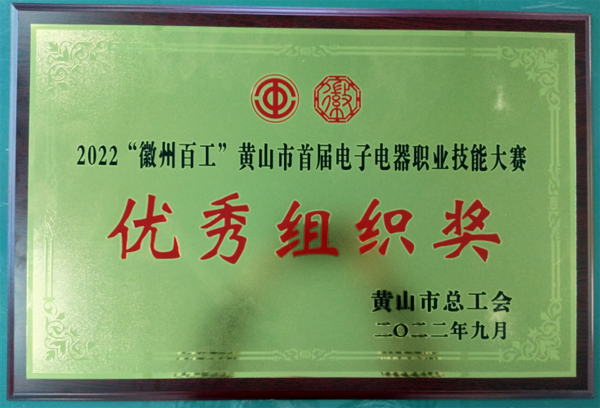 徽
2022“徽州百工”黄山市首届电子电器职业技能大赛
优秀组织奖
黄山市总工会
二〇二二年九月